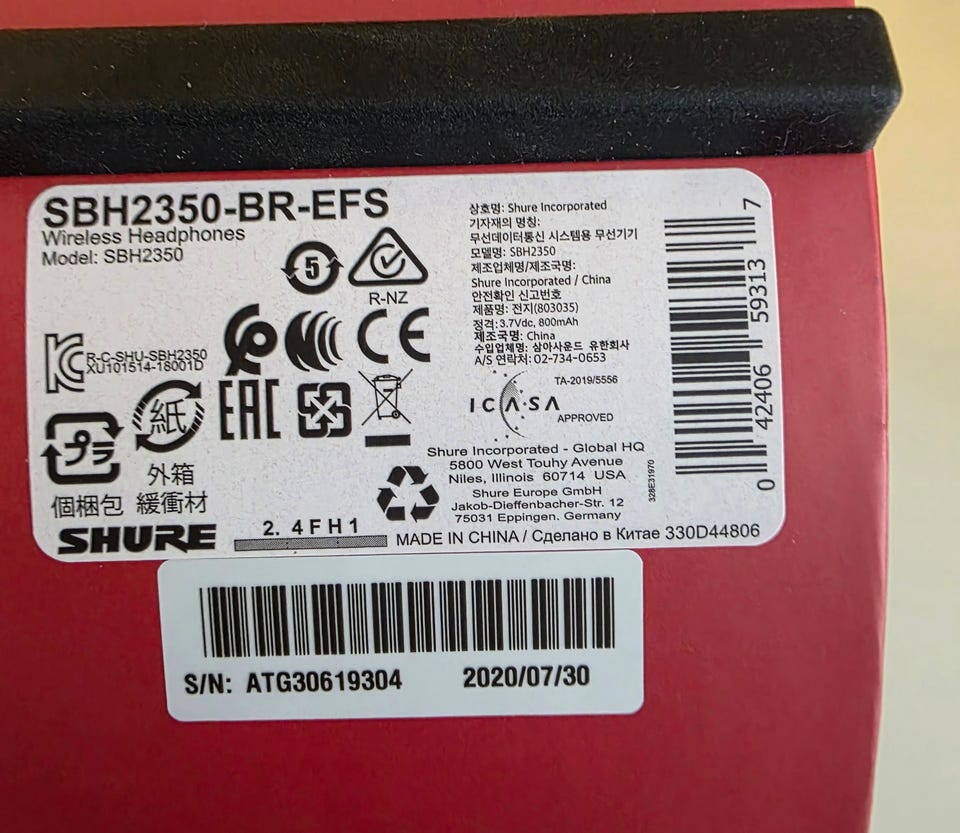 SBH2350-BR-EFS
Wireless Headphones
Model: SBH2350
5
R-NZ
R-C-SHU-SBH2350
XU101514-18001D
CE
EAC
プラ
紙
外箱
個梱包 緩衝材
SHURE
2. 4 F H 1
상호명: Shure Incorporated
기자재의 명칭:
무선데이터통신 시스템용 무선기기
모델명: SBH2350
제조업체명/제조국명:
Shure Incorporated / China
안전확인 신고번호
제품명: 전지(803035)
정격: 3.7Vdc, 800mAh
제조국명: China
수입업체명: 삼아사운드 유한회사
A/S 연락처: 02-734-0653
TA-2019/5556
ICASA
APPROVED
Shure Incorporated - Global HQ
5800 West Touhy Avenue
Niles, Illinois 60714 USA
Shure Europe GmbH
Jakob-Dieffenbacher-Str. 12
75031 Eppingen. Germany
328E31970
MADE IN CHINA / Сделано в Китае 330D44806
0 42406 59313 7
S/N: ATG30619304 2020/07/30